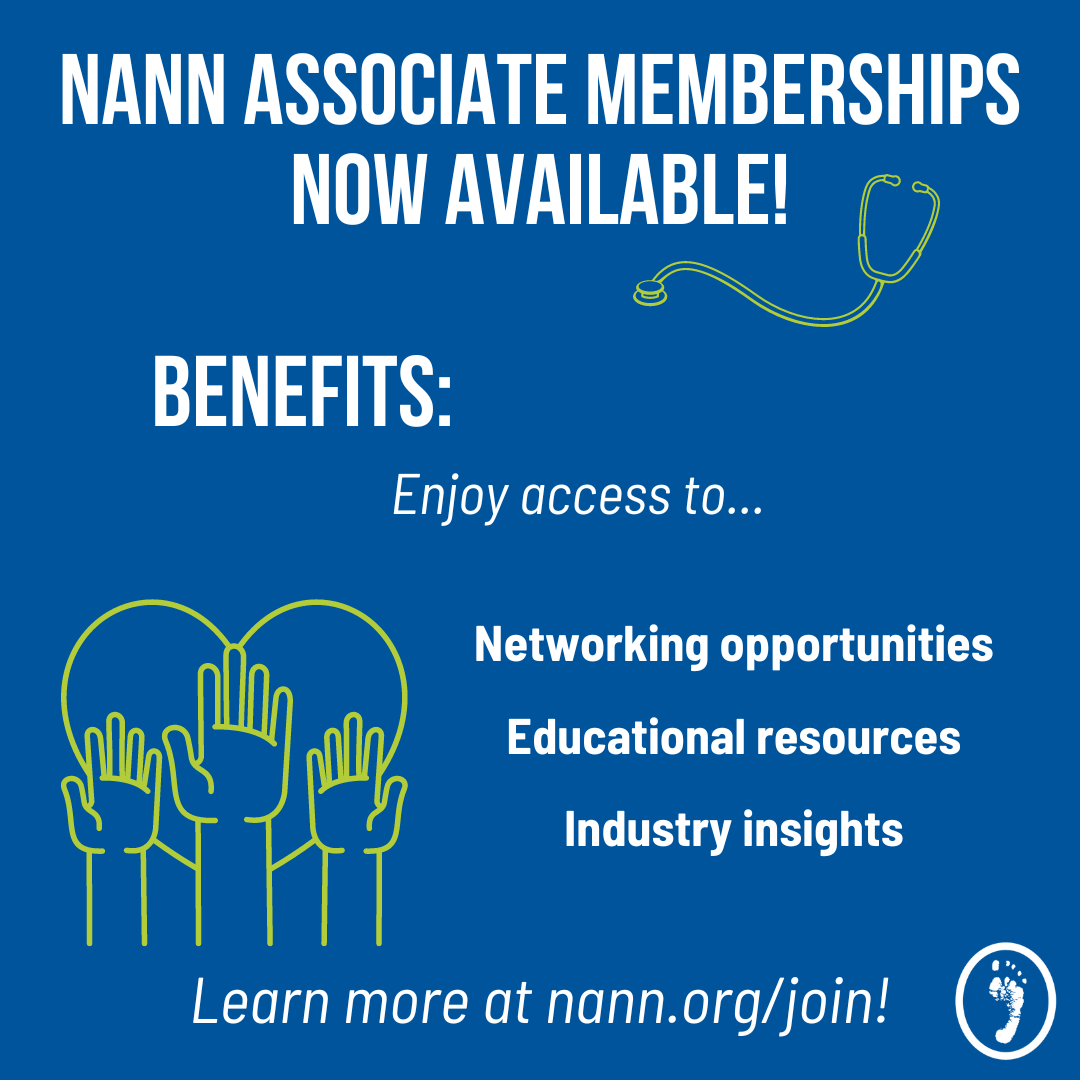 NANN ASSOCIATE MEMBERSHIPS
NOW AVAILABLE!
BENEFITS:
Enjoy access to...
Networking opportunities
Educational resources
Industry insights
Learn more at nann.org/join!